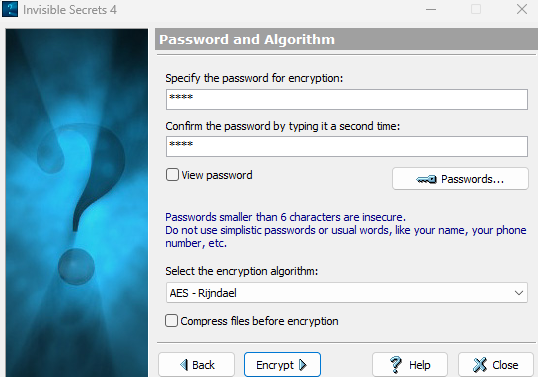 Invisible Secrets 4
Password and Algorithm
Specify the password for encryption:
****
Confirm the password by typing it a second time:
****
View password
Passwords...
Passwords smaller than 6 characters are insecure.
Do not use simplistic passwords or usual words, like your name, your phone
number, etc.
Select the encryption algorithm:
AES - Rijndael
Compress files before encryption
Back
Encrypt
Help
Close